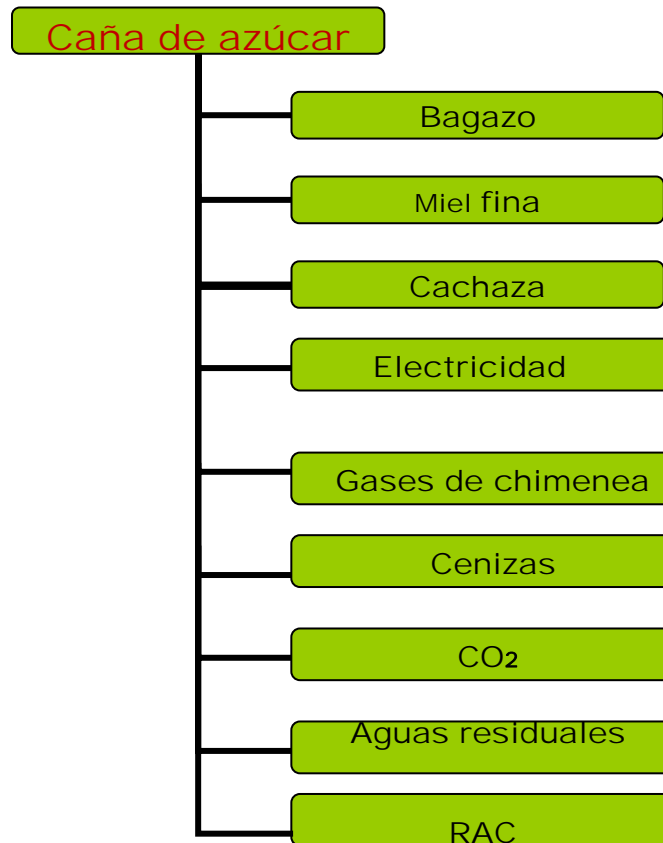 Caña de azúcar
Bagazo
Miel fina
Cachaza
Electricidad
Gases de chimenea
Cenizas
CO2
Aguas residuales
RAC